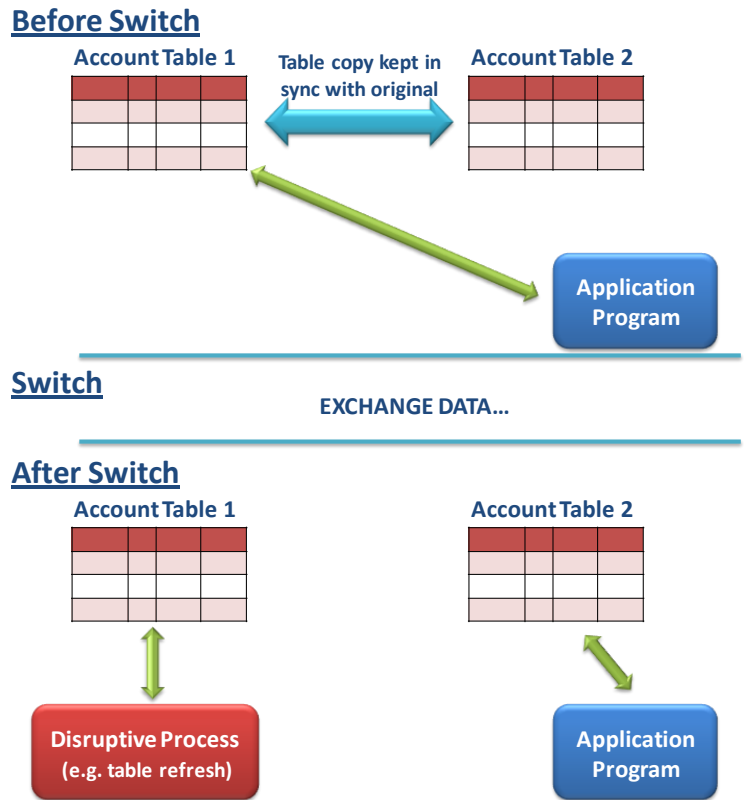 Before Switch
Account Table 1
Table copy kept in
sync with original
Account Table 2
Application
Program
Switch
EXCHANGE DATA…
After Switch
Account Table 1
Account Table 2
Disruptive Process
(e.g. table refresh)
Application
Program